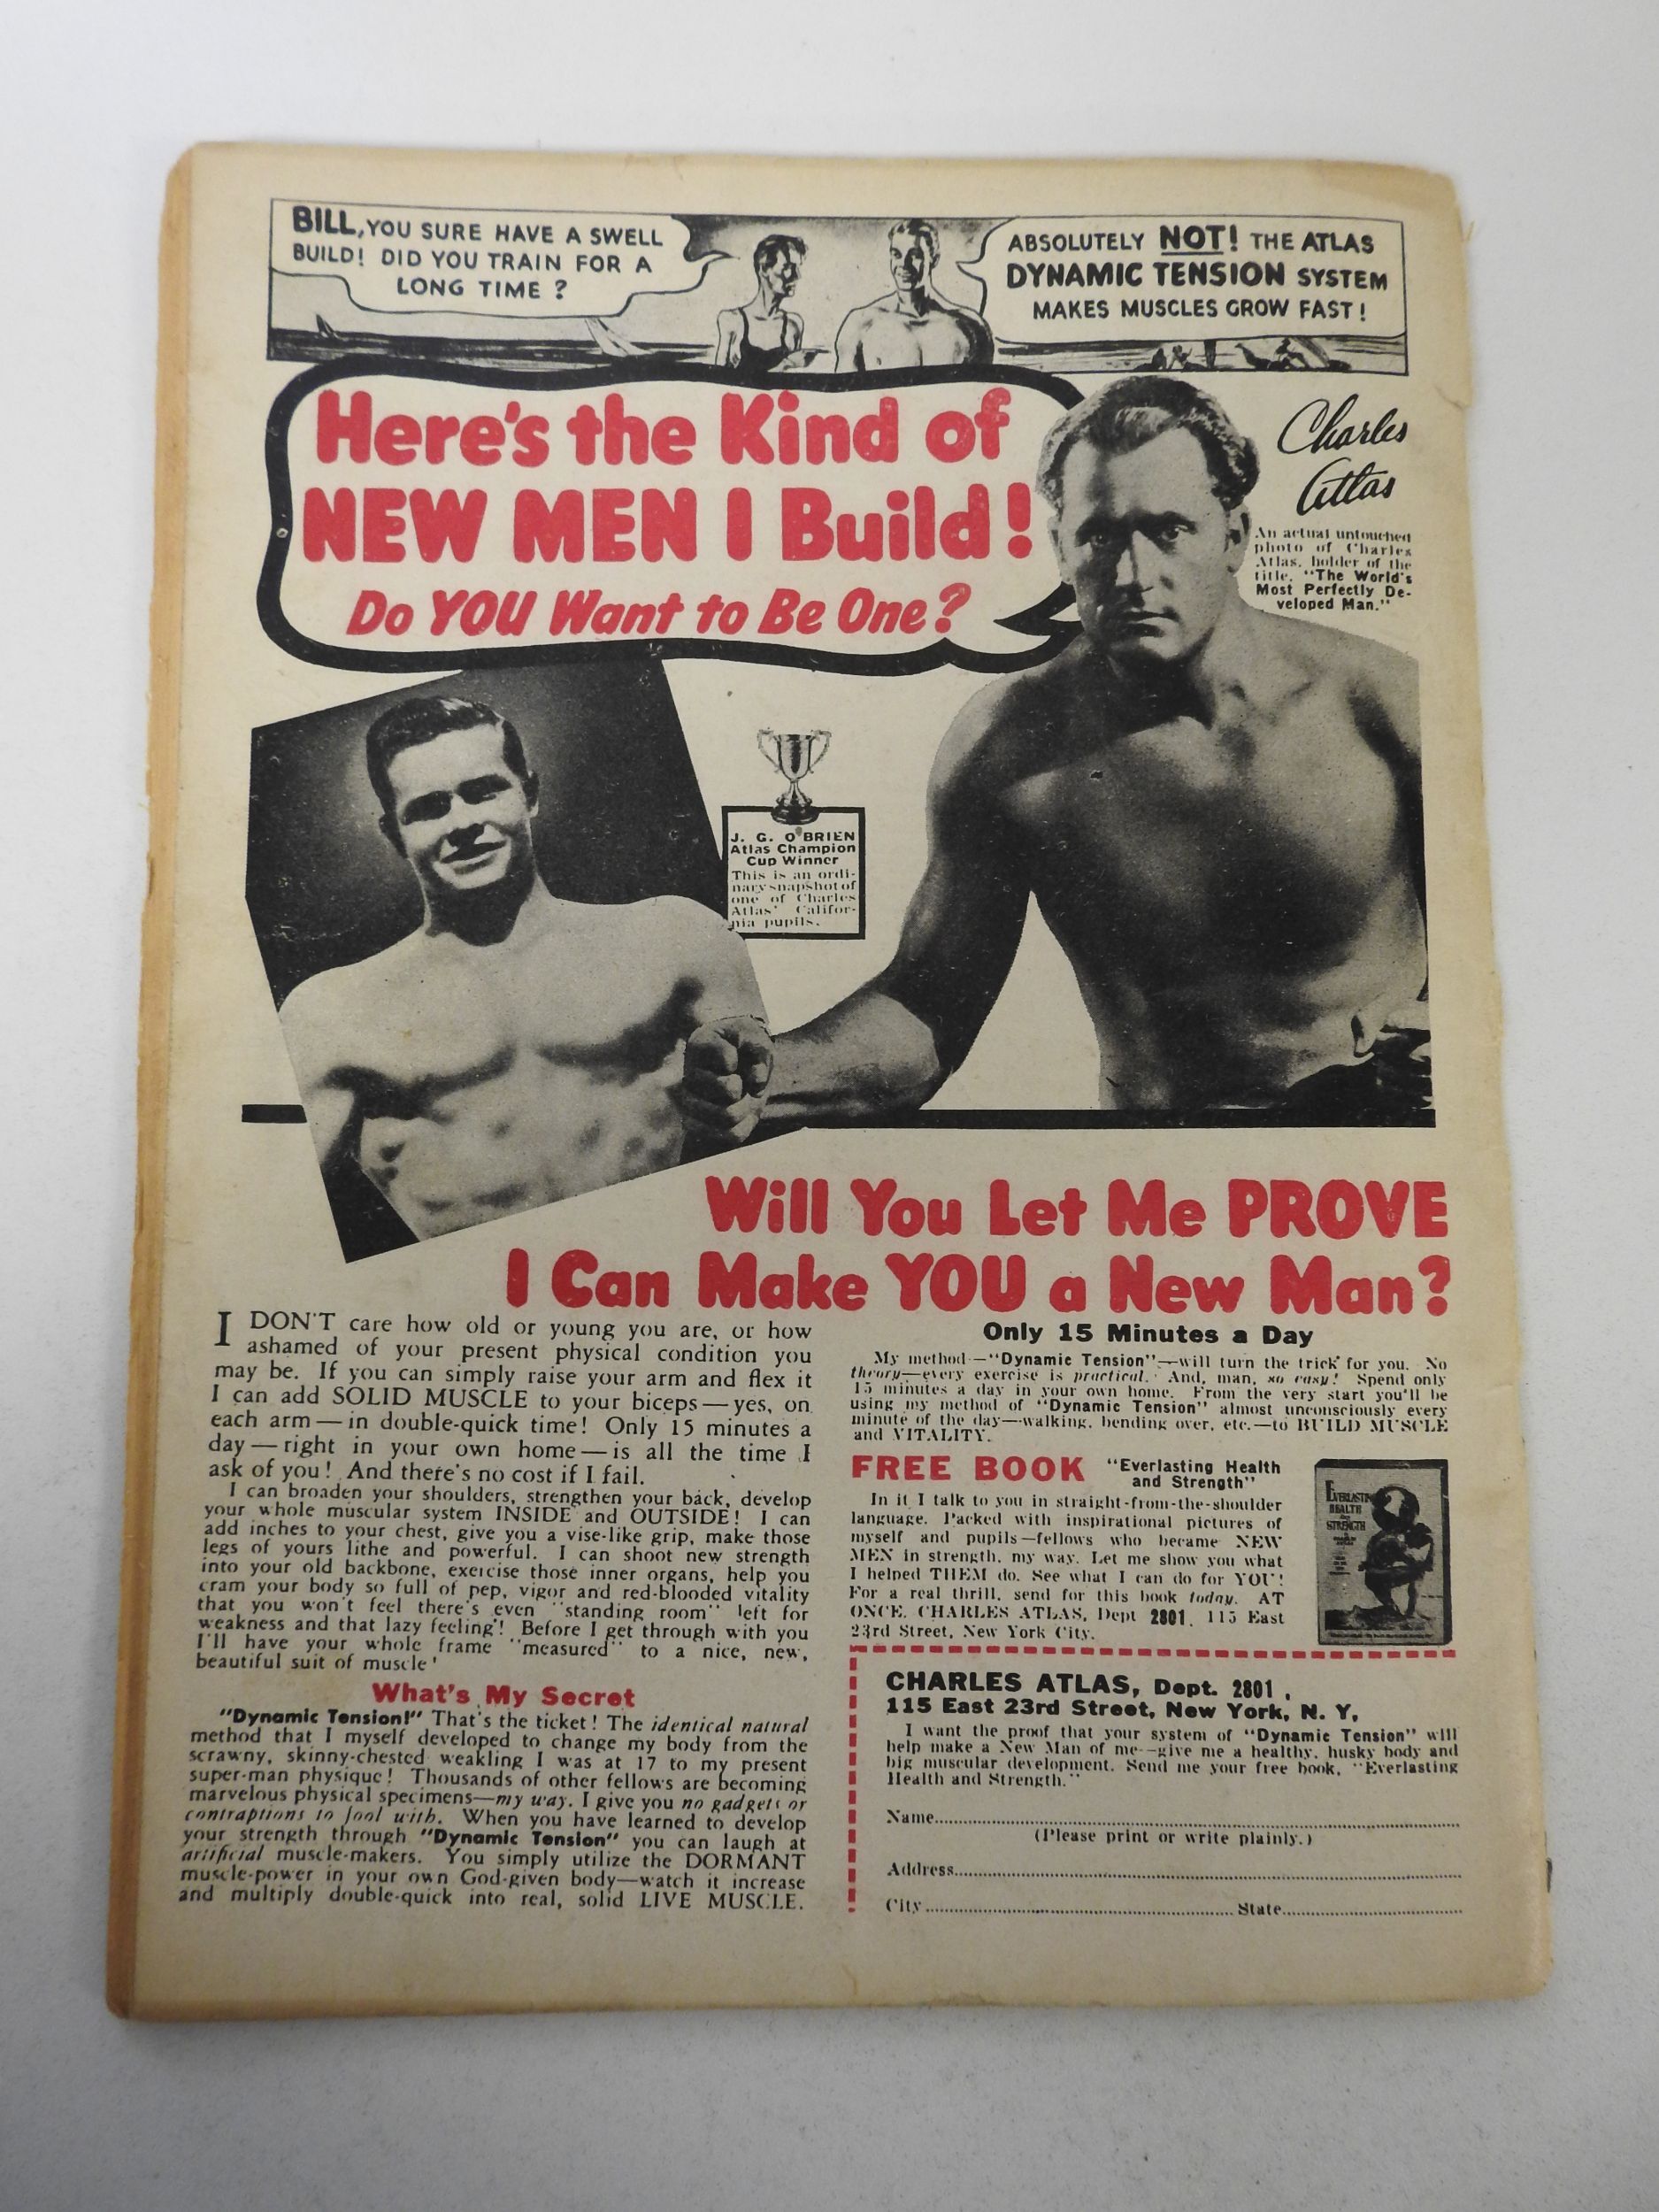 BILL, YOU SURE HAVE A SWELL
BUILD! DID YOU TRAIN FOR A
LONG TIME?
ABSOLUTELY NOT! THE ATLAS
DYNAMIC TENSION SYSTEM
MAKES MUSCLES GROW FAST!
Here's the Kind of
NEW MEN I Build!
Do YOU Want to Be One?
Charles
Atlas
An actual untouched
photo of Charles
Atlas, holder of the
title, "The World's
Most Perfectly De-
veloped Man."
J. G. O'BRIEN
Atlas Champion
Cup Winner
This is an ordi-
nary snapshot of
one of Charles
Atlas' Califor-
nia pupils.
Will You Let Me PROVE
I Can Make YOU a New Man?
I DON'T care how old or young you are, or how
ashamed of your present physical condition you
may be. If you can simply raise your arm and flex it
I can add SOLID MUSCLE to your biceps—yes, on
each arm—in double-quick time! Only 15 minutes a
day—right in your own home—is all the time I
ask of you! And there's no cost if I fail.
I can broaden your shoulders, strengthen your back, develop
your whole muscular system INSIDE and OUTSIDE! I can
add inches to your chest, give you a vise-like grip, make those
legs of yours lithe and powerful. I can shoot new strength
into your old backbone, exercise those inner organs, help you
cram your body so full of pep, vigor and red-blooded vitality
that you won't feel there's even "standing room" left for
weakness and that lazy feeling! Before I get through with you
I'll have your whole frame "measured" to a nice, new,
beautiful suit of muscle!
What's My Secret
"Dynamic Tension!" That's the ticket! The identical natural
method that I myself developed to change my body from the
scrawny, skinny-chested weakling I was at 17 to my present
super-man physique! Thousands of other fellows are becoming
marvelous physical specimens—my way. I give you no gadgets or
contraptions to fool with. When you have learned to develop
your strength through "Dynamic Tension" you can laugh at
artificial muscle-makers. You simply utilize the DORMANT
muscle-power in your own God-given body—watch it increase
and multiply double-quick into real, solid LIVE MUSCLE.
Only 15 Minutes a Day
My method—"Dynamic Tension"—will turn the trick for you. No
theory—every exercise is practical. And, man, so easy! Spend only
15 minutes a day in your own home. From the very start you'll be
using my method of "Dynamic Tension" almost unconsciously every
minute of the day—walking, bending over, etc.—to BUILD MUSCLE
and VITALITY.
FREE BOOK "Everlasting Health
and Strength"
In it I talk to you in straight-from-the-shoulder
language. Packed with inspirational pictures of
myself and pupils—fellows who became NEW
MEN in strength, my way. Let me show you what
I helped THEM do. See what I can do for YOU!
For a real thrill, send for this book today. AT
ONCE. CHARLES ATLAS, Dept 2801, 115 East
23rd Street, New York City.
EVERLASTING
HEALTH
AND
STRENGTH
CHARLES ATLAS, Dept. 2801,
115 East 23rd Street, New York, N. Y.
I want the proof that your system of "Dynamic Tension" will
help make a New Man of me—give me a healthy, husky body and
big muscular development. Send me your free book, "Everlasting
Health and Strength."
Name
(Please print or write plainly.)
Address
City State